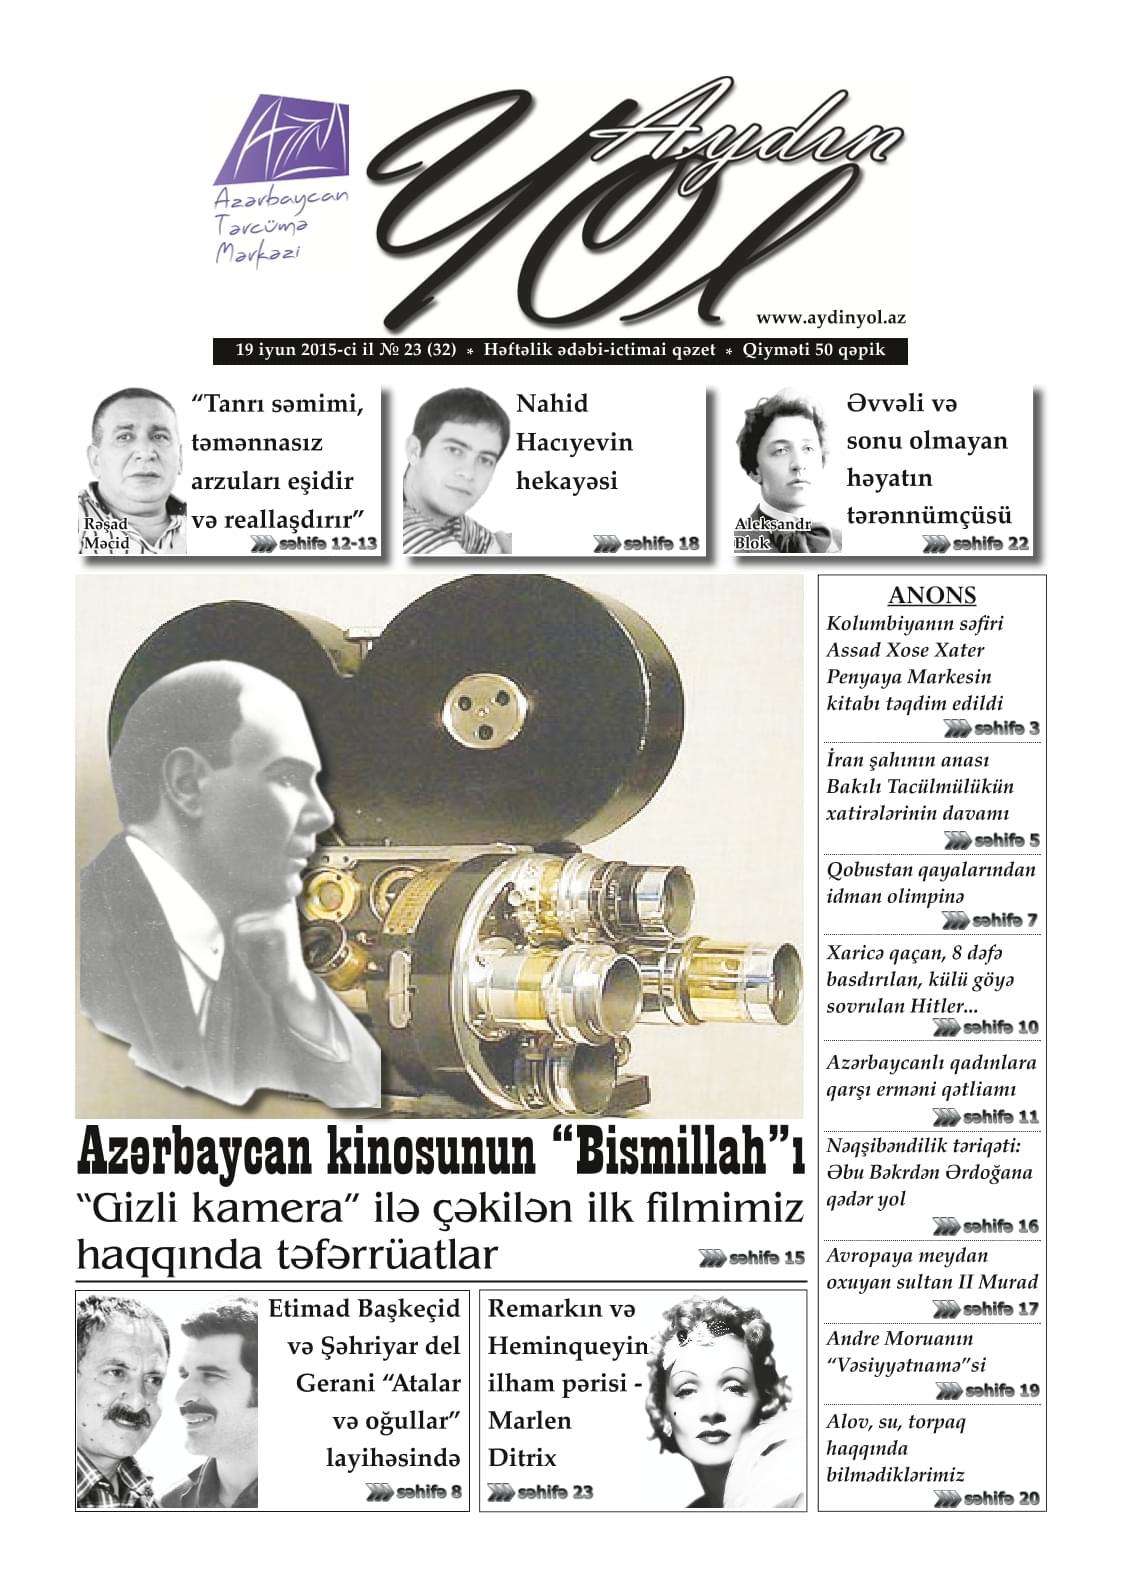 Azərbaycan
Tərcümə
Mərkəzi
Aydın
Yol
www.aydinyol.az
19 iyun 2015-ci il № 23 (32) * Həftəlik ədəbi-ictimai qəzet * Qiyməti 50 qəpik
“Tanrı səmimi,
təmənnasız
arzuları eşidir
və reallaşdırır”
Rəşad
Məcid
səhifə 12-13
Nahid
Hacıyevin
hekayəsi
səhifə 18
Əvvəli və
sonu olmayan
həyatın
tərənnümçüsü
Aleksandr
Blok
səhifə 22
Azərbaycan kinosunun “Bismillah”ı
“Gizli kamera” ilə çəkilən ilk filmimiz
haqqında təfərrüatlar
səhifə 15
Etimad Başkeçid
və Şəhriyar del
Gerani “Atalar
və oğullar”
layihəsində
səhifə 8
Remarkın və
Heminqueyin
ilham pərisi -
Marlen
Ditrix
səhifə 23
ANONS
Kolumbiyanın səfiri
Assad Xose Xater
Penyaya Markesin
kitabı təqdim edildi
səhifə 3
İran şahının anası
Bakılı Tacülmülükün
xatirələrinin davamı
səhifə 5
Qobustan qayalarından
idman olimpinə
səhifə 7
Xaricə qaçan, 8 dəfə
basdırılan, külü göyə
sovrulan Hitler...
səhifə 10
Azərbaycanlı qadınlara
qarşı erməni qətliamı
səhifə 11
Nəqşibəndilik təriqəti:
Əbu Bəkrdən Ərdoğana
qədər yol
səhifə 16
Avropaya meydan
oxuyan sultan II Murad
səhifə 17
Andre Moruanın
“Vəsiyyətnamə”si
səhifə 19
Alov, su, torpaq
haqqında
bilmədiklərimiz
səhifə 20